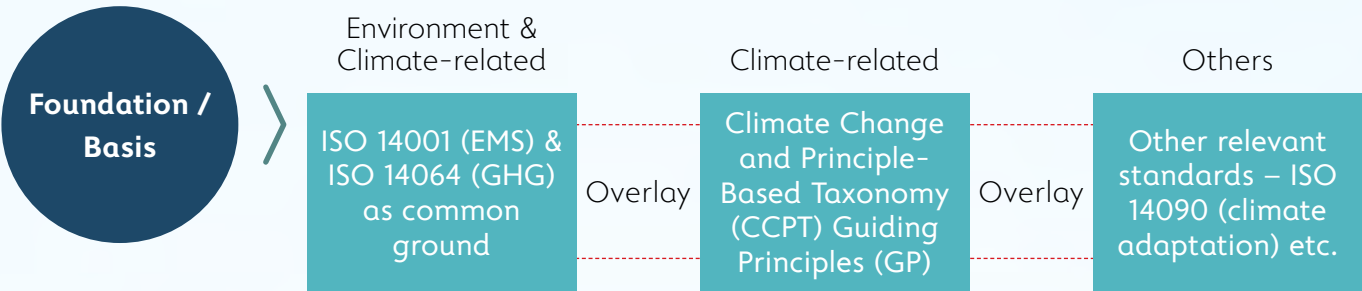 Foundation /
Basis
Environment &
Climate-related
ISO 14001 (EMS) &
ISO 14064 (GHG)
as common
ground
Overlay
Climate-related
Climate Change
and Principle-
Based Taxonomy
(CCPT) Guiding
Principles (GP)
Overlay
Others
Other relevant
standards – ISO
14090 (climate
adaptation) etc.